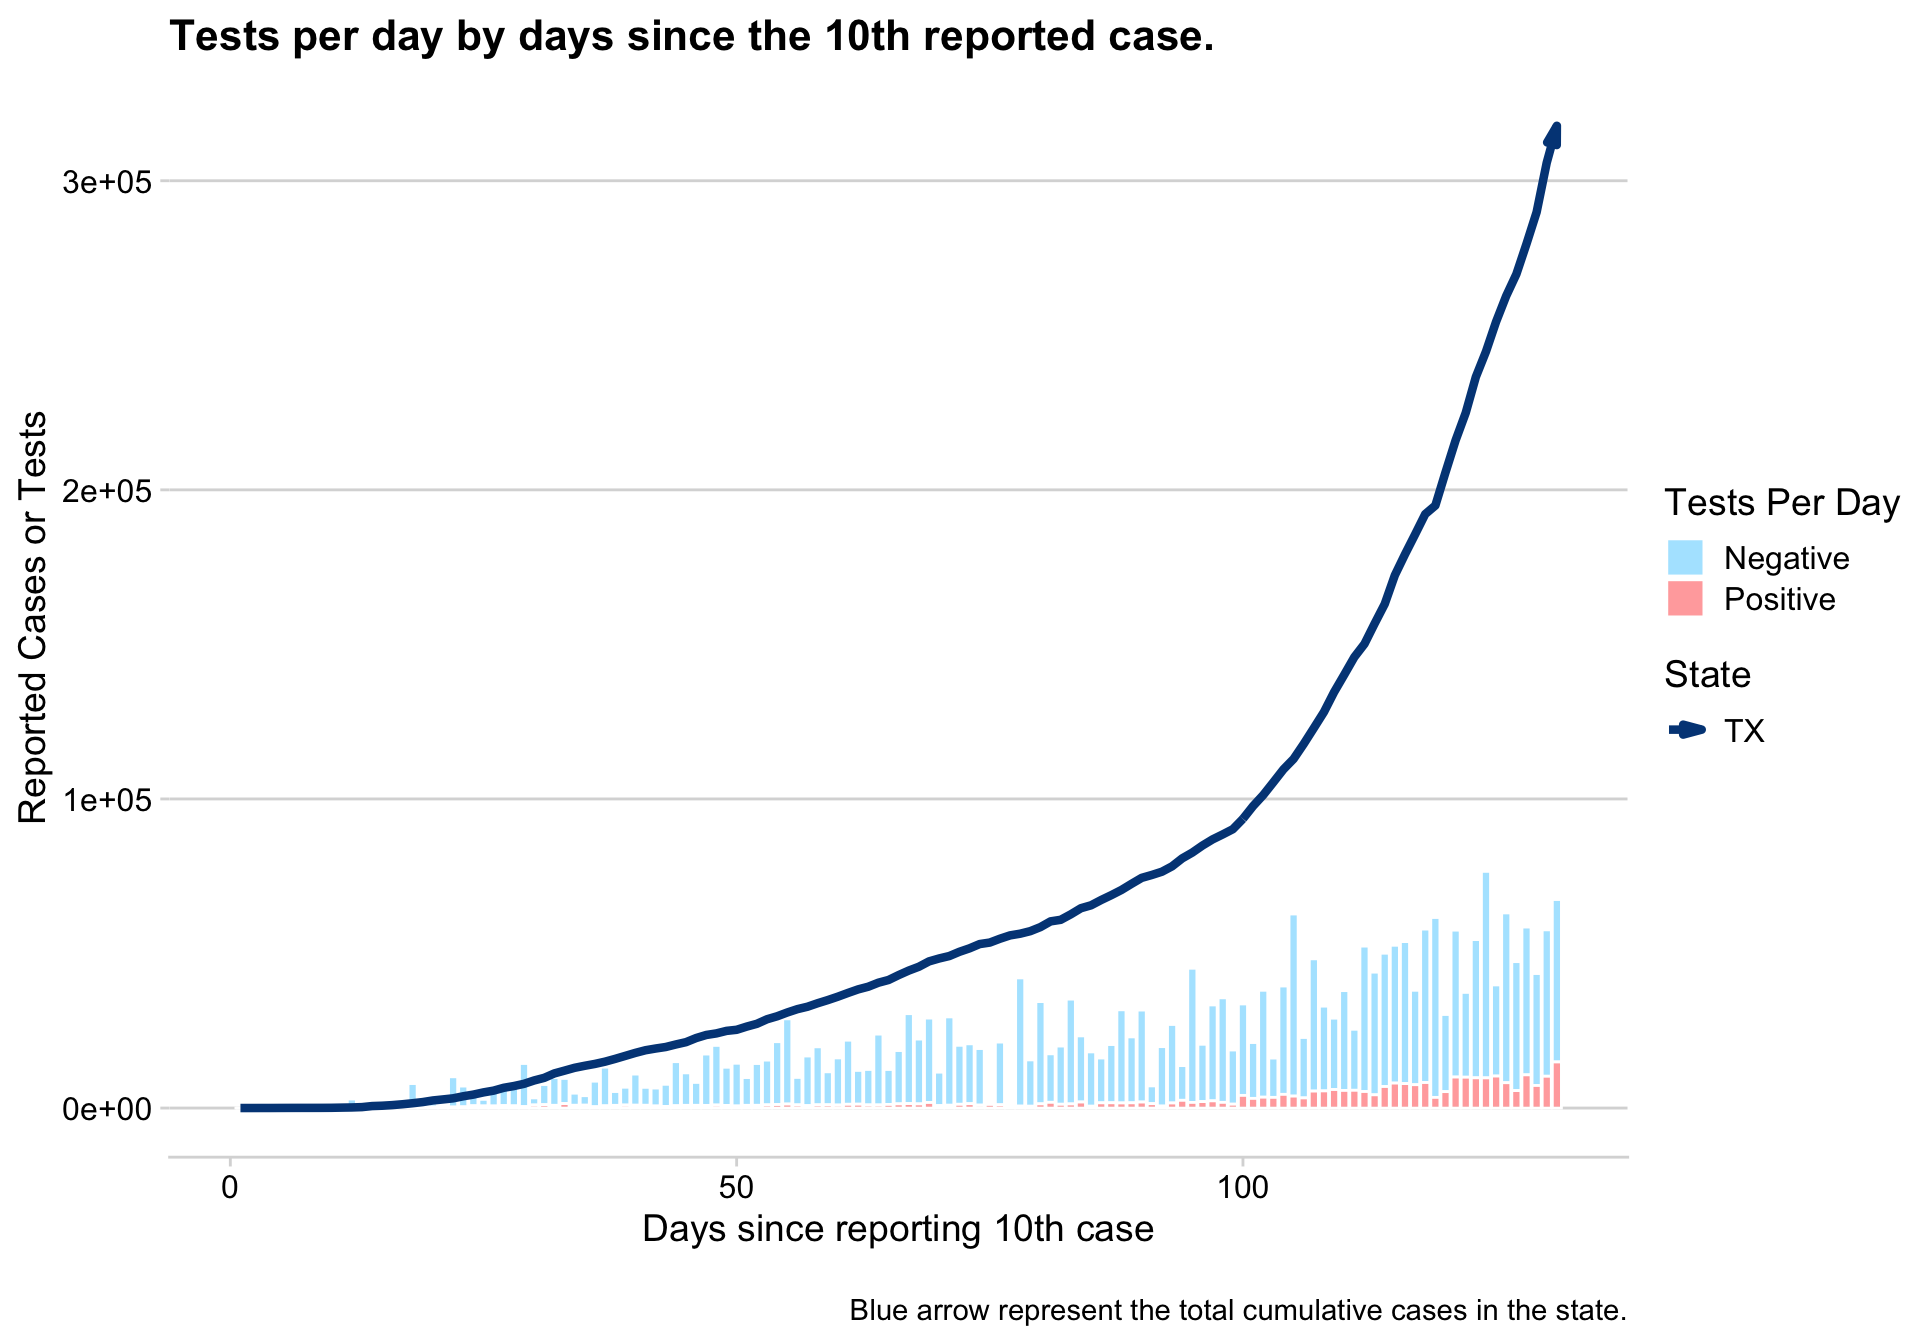 Tests per day by days since the 10th reported case.
3e+05
2e+05
1e+05
0e+00
Reported Cases or Tests
0
50
100
Days since reporting 10th case
Tests Per Day
Negative
Positive
State
TX
Blue arrow represent the total cumulative cases in the state.